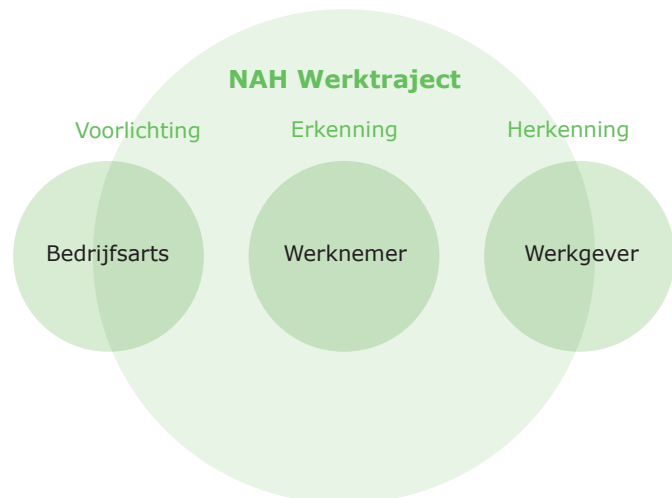 NAH Werktraject
Voorlichting Erkenning Herkenning
Bedrijfsarts Werknemer Werkgever